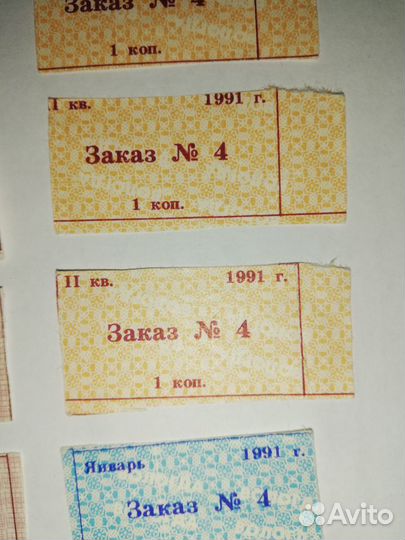 Заказ № 4
1 коп.
I кв. 1991 г.
Заказ № 4
1 коп.
II кв. 1991 г.
Заказ № 4
1 коп.
Январь 1991 г.
Заказ № 4
Avito